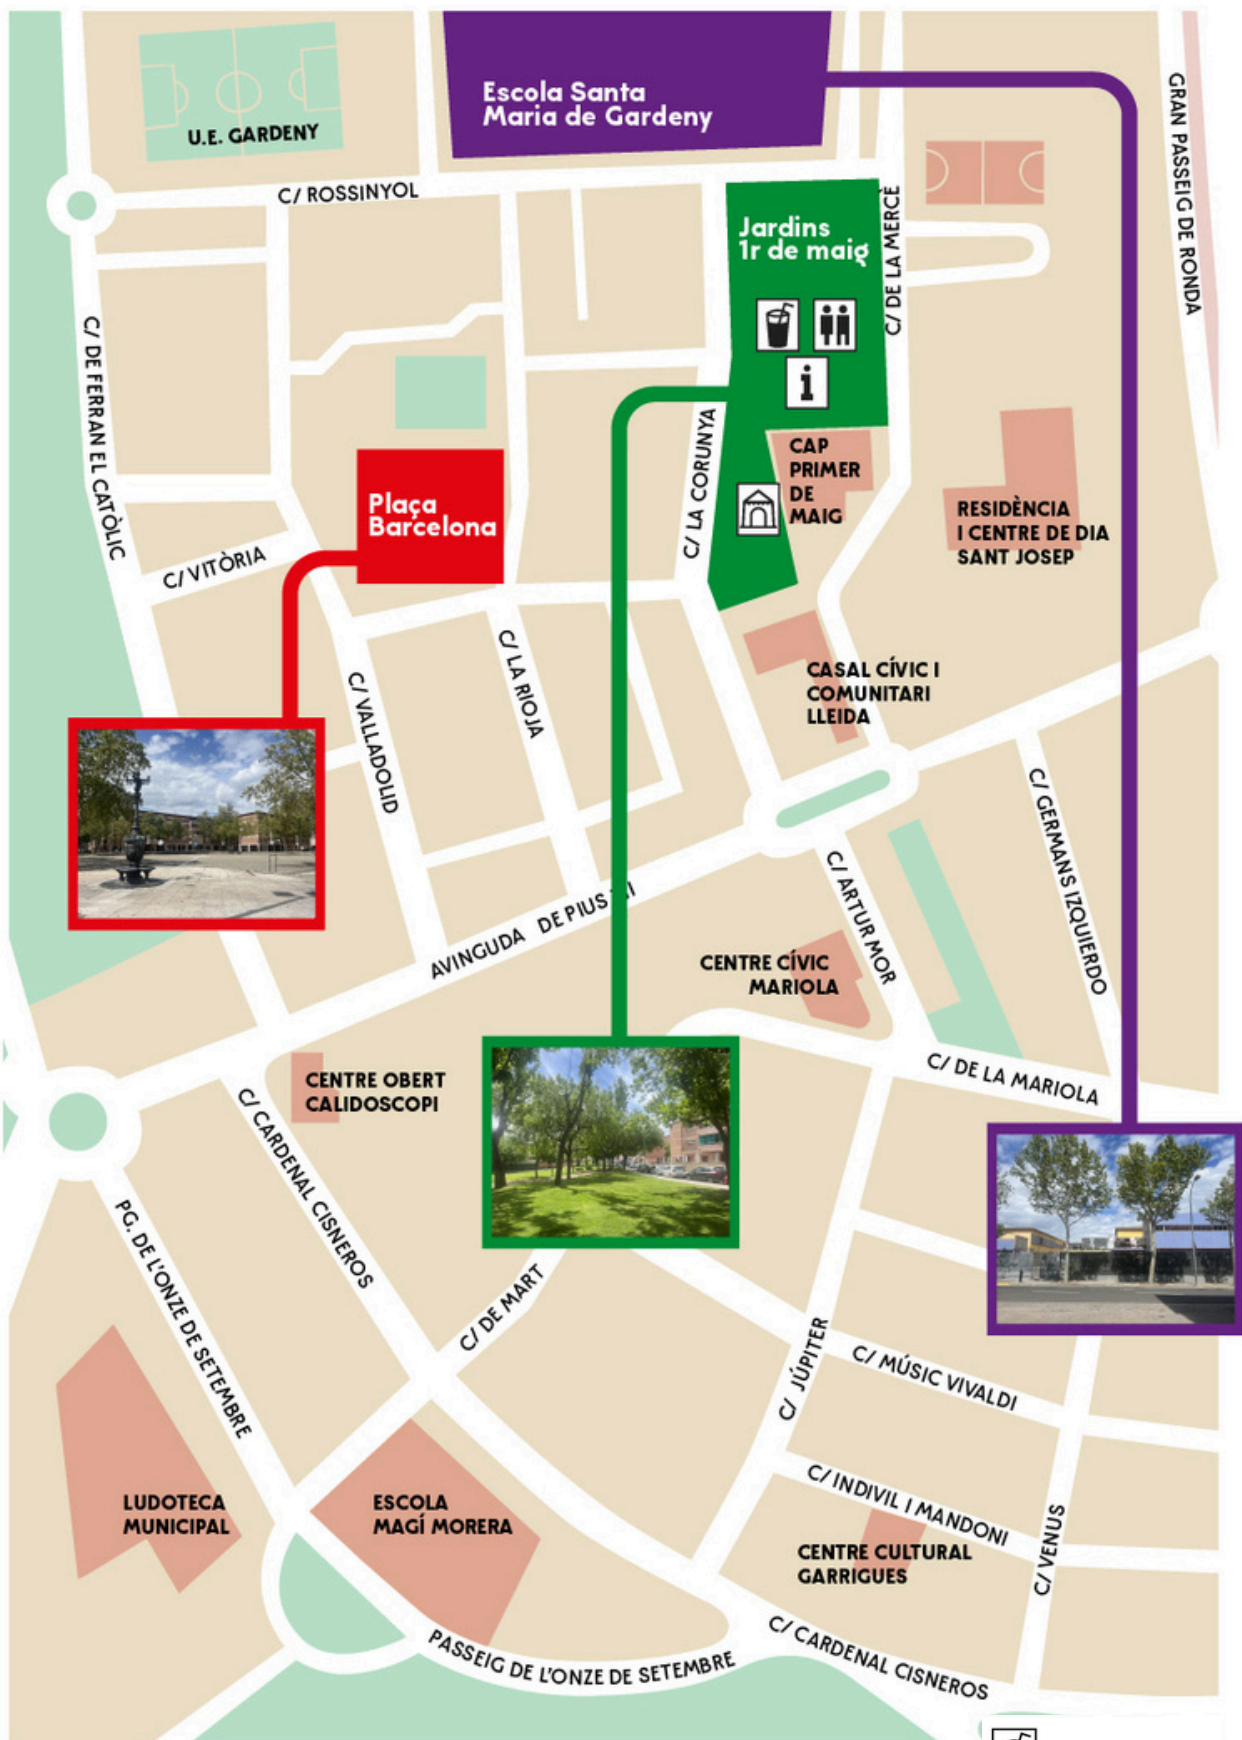 Escola Santa
Maria de Gardeny
U.E. GARDENY
C/ ROSSINYOL
GRAN PASSEIG DE RONDA
Jardins
1r de maig
C/ DE LA MERCÈ
i
C/ DE FERRAN EL CATÒLIC
C/ LA CORUNYA
CAP
PRIMER
DE
MAIG
Plaça
Barcelona
RESIDÈNCIA
I CENTRE DE DIA
SANT JOSEP
C/ VITÒRIA
C/ VALLADOLID
C/ LA RIOJA
CASAL CÍVIC I
COMUNITARI
LLEIDA
C/ GERMANS IZQUIERDO
C/ ARTUR MOR
AVINGUDA DE PIUS
CENTRE CÍVIC
MARIOLA
C/ DE LA MARIOLA
CENTRE OBERT
CALIDOSCOPI
C/ CARDENAL CISNEROS
PG. DE L'ONZE DE SETEMBRE
C/ DE MART
C/ JÚPITER
C/ MÚSIC VIVALDI
LUDOTECA
MUNICIPAL
ESCOLA
MAGÍ MORERA
C/ INDIVIL I MANDONI
CENTRE CULTURAL
GARRIGUES
C/ VENUS
PASSEIG DE L'ONZE DE SETEMBRE
C/ CARDENAL CISNEROS